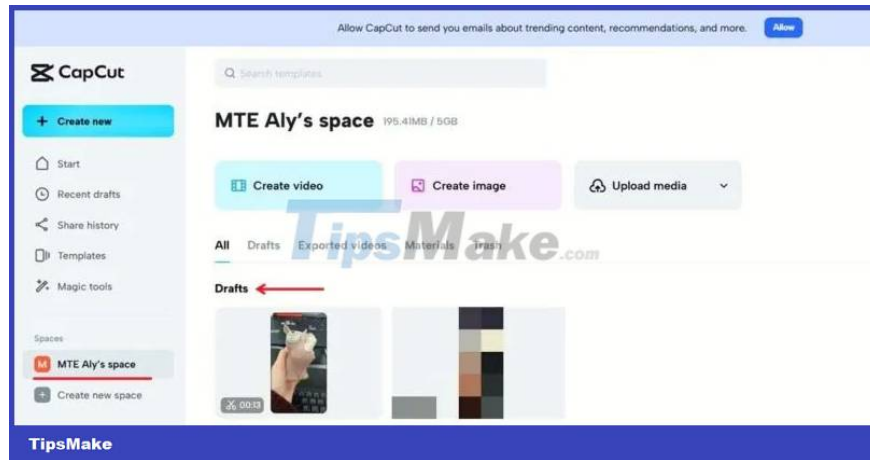 Allow CapCut to send you emails about trending content, recommendations, and more. Allow
CapCut
Search templates
+ Create new
MTE Aly's space 195.41MB / 5GB
Start
Recent drafts
Share history
Templates
Magic tools
Create video
Create image
Upload media
TipsMake.com
All Drafts Exported videos Materials Trash
Drafts
Spaces
M MTE Aly's space
+ Create new space
00:13
TipsMake